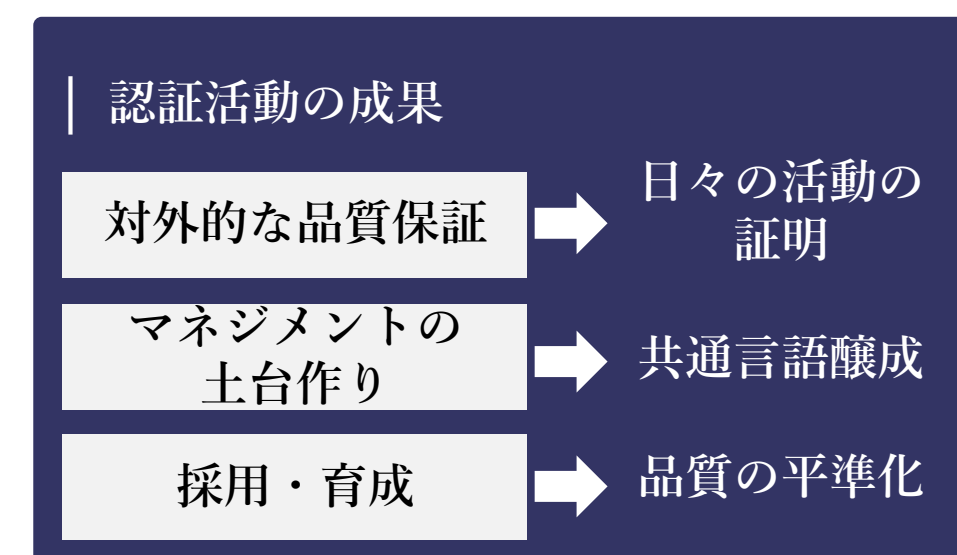 認証活動の成果
対外的な品質保証
日々の活動の
証明
マネジメントの
土台作り
共通言語醸成
採用・育成
品質の平準化